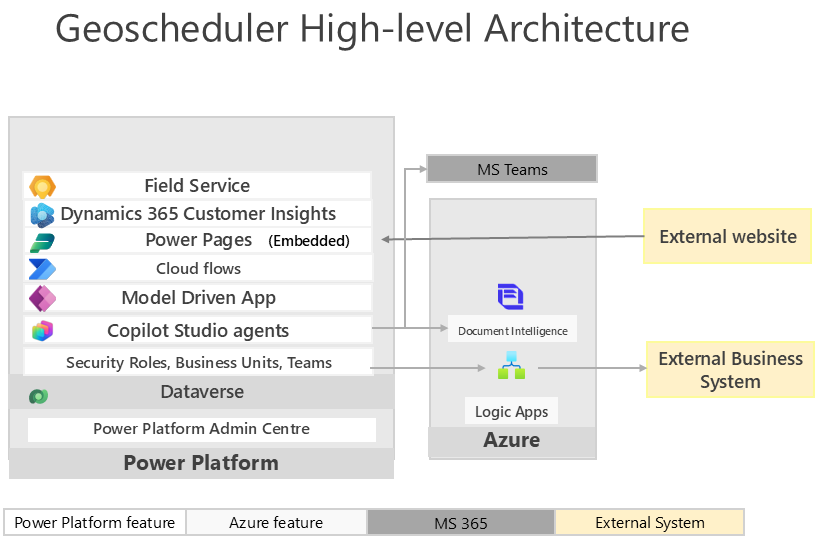 Geoscheduler High-level Architecture
MS Teams
Field Service
Dynamics 365 Customer Insights
Power Pages (Embedded)
External website
Cloud flows
Model Driven App
Copilot Studio agents
Document Intelligence
Security Roles, Business Units, Teams
External Business
System
Dataverse
Logic Apps
Power Platform Admin Centre
Azure
Power Platform
Power Platform feature
Azure feature
MS 365
External System